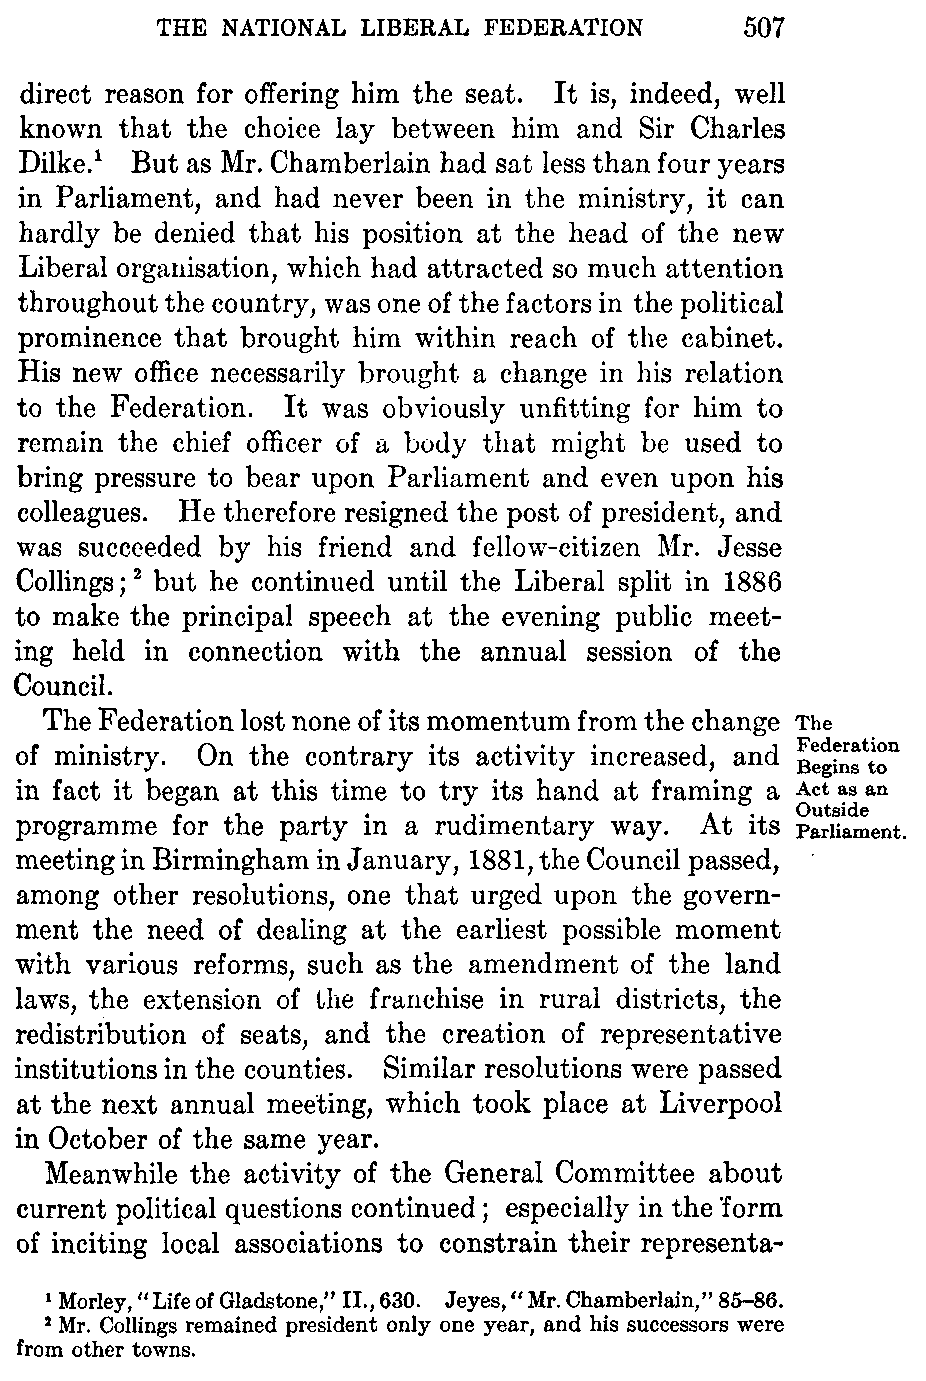 THE NATIONAL LIBERAL FEDERATION 507
direct reason for offering him the seat. It is, indeed, well
known that the choice lay between him and Sir Charles
Dilke.¹ But as Mr. Chamberlain had sat less than four years
in Parliament, and had never been in the ministry, it can
hardly be denied that his position at the head of the new
Liberal organisation, which had attracted so much attention
throughout the country, was one of the factors in the political
prominence that brought him within reach of the cabinet.
His new office necessarily brought a change in his relation
to the Federation. It was obviously unfitting for him to
remain the chief officer of a body that might be used to
bring pressure to bear upon Parliament and even upon his
colleagues. He therefore resigned the post of president, and
was succeeded by his friend and fellow-citizen Mr. Jesse
Collings;² but he continued until the Liberal split in 1886
to make the principal speech at the evening public meet-
ing held in connection with the annual session of the
Council.
The Federation lost none of its momentum from the change
of ministry. On the contrary its activity increased, and
in fact it began at this time to try its hand at framing a
programme for the party in a rudimentary way. At its
meeting in Birmingham in January, 1881, the Council passed,
among other resolutions, one that urged upon the govern-
ment the need of dealing at the earliest possible moment
with various reforms, such as the amendment of the land
laws, the extension of the franchise in rural districts, the
redistribution of seats, and the creation of representative
institutions in the counties. Similar resolutions were passed
at the next annual meeting, which took place at Liverpool
in October of the same year.
The
Federation
Begins to
Act as an
Outside
Parliament.
Meanwhile the activity of the General Committee about
current political questions continued; especially in the form
of inciting local associations to constrain their representa-
¹ Morley, "Life of Gladstone," II., 630. Jeyes, "Mr. Chamberlain," 85–86.
² Mr. Collings remained president only one year, and his successors were
from other towns.